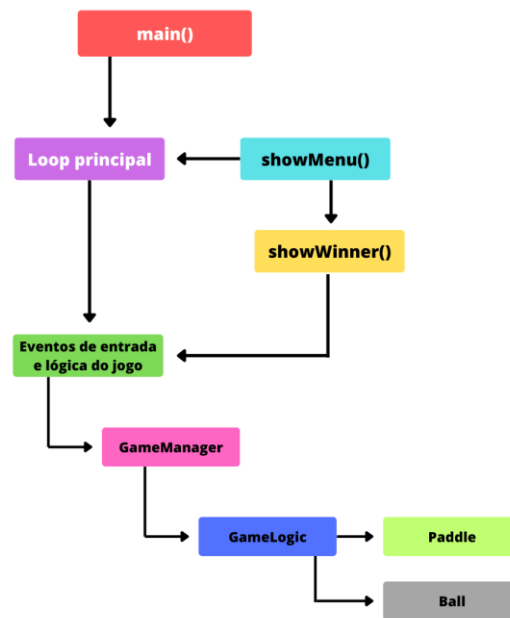 main()
Loop principal
showMenu()
showWinner()
Eventos de entrada
e lógica do jogo
GameManager
GameLogic
Paddle
Ball